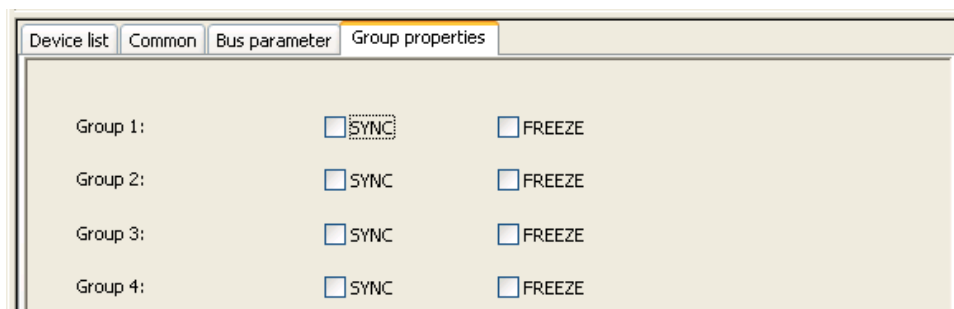 Device list Common Bus parameter Group properties
Group 1: SYNC FREEZE
Group 2: SYNC FREEZE
Group 3: SYNC FREEZE
Group 4: SYNC FREEZE